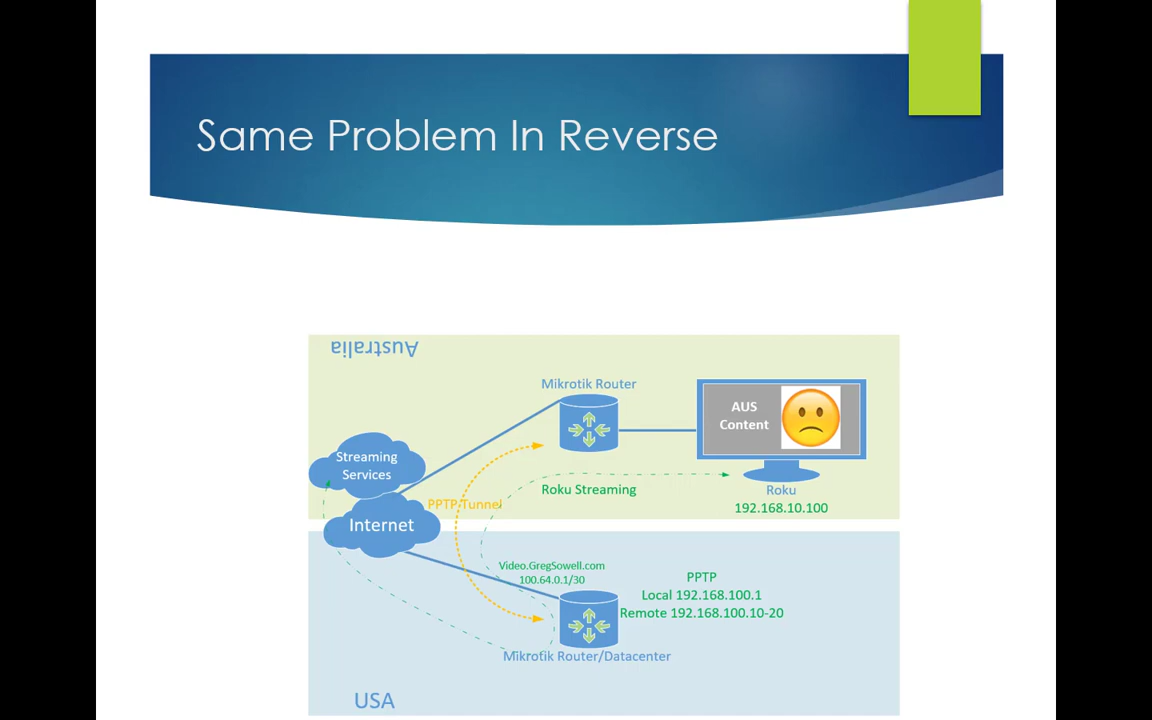 Same Problem In Reverse
Australia
Mikrotik Router
AUS
Content
Streaming
Services
PPTP Tunnel
Roku Streaming
Roku
192.168.10.100
Internet
Video.GregSowell.com
100.64.0.1/30
PPTP
Local 192.168.100.1
Remote 192.168.100.10-20
Mikrotik Router/Datacenter
USA